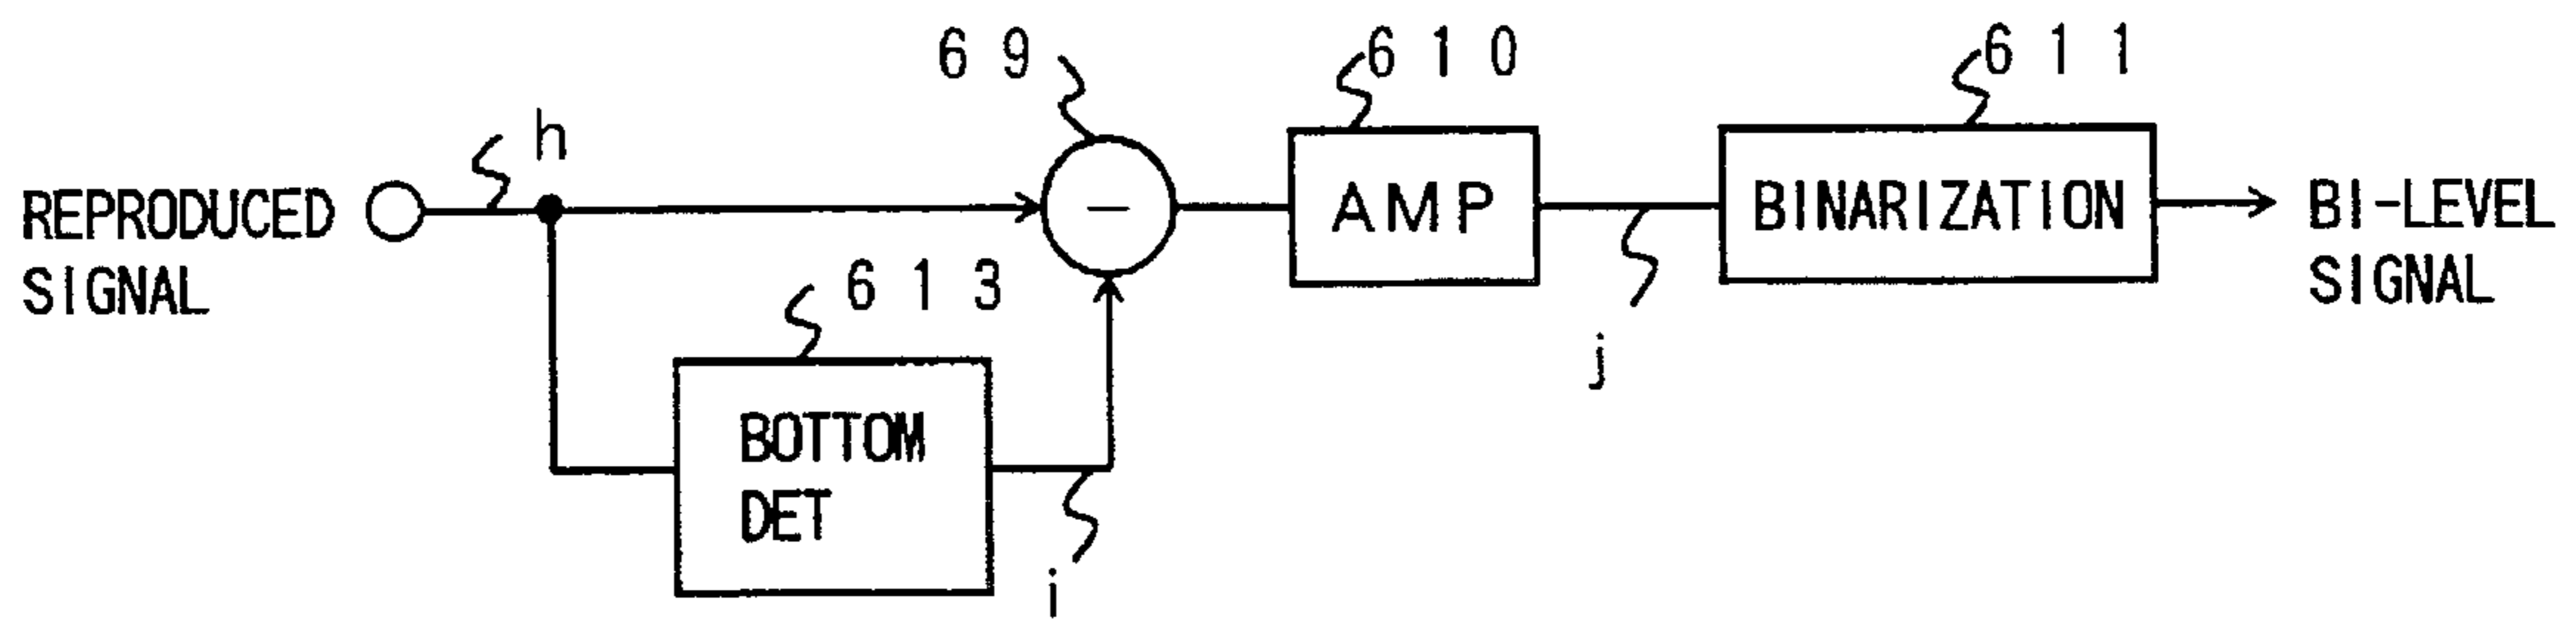 69
610
611
h
REPRODUCED
SIGNAL
-
AMP
BINARIZATION
BI-LEVEL
SIGNAL
613
j
BOTTOM
DET
i